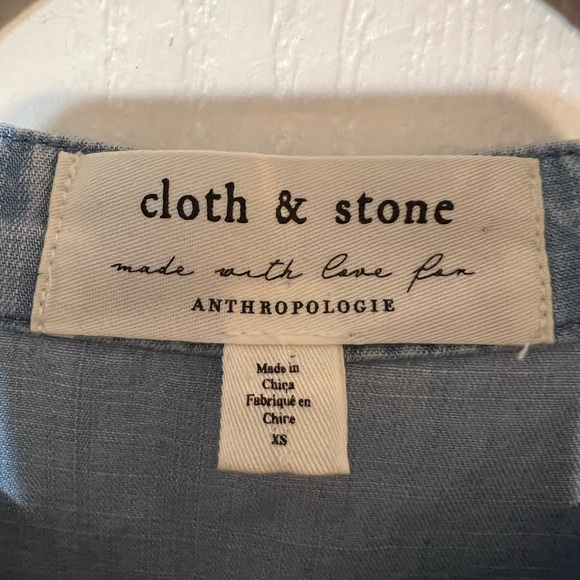 cloth & stone
made with love for
ANTHROPOLOGIE
Made in
China
Fabriqué en
Chine
XS